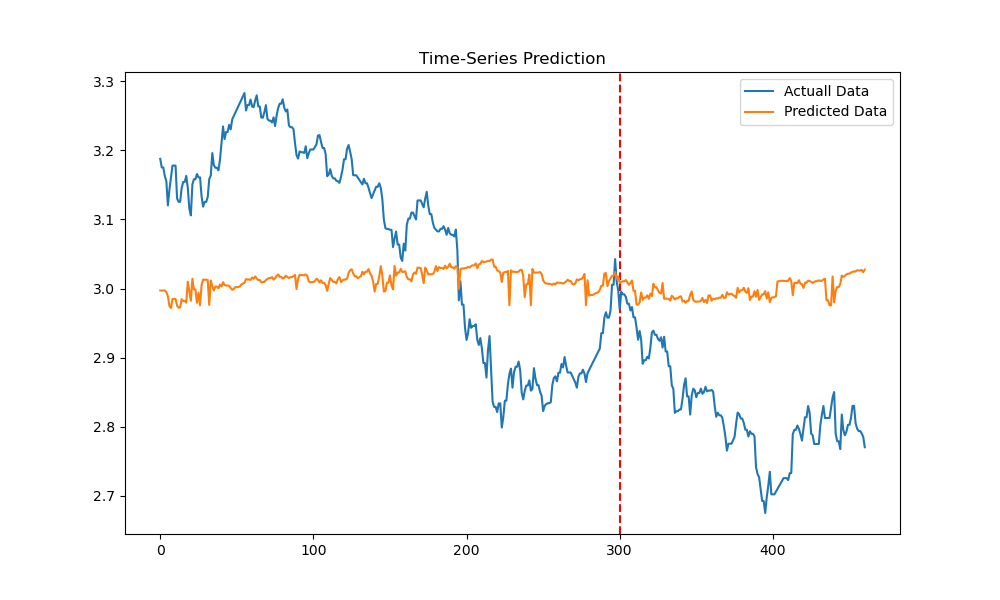 Time-Series Prediction
Actuall Data
Predicted Data
3.3
3.2
3.1
3.0
2.9
2.8
2.7
0 100 200 300 400